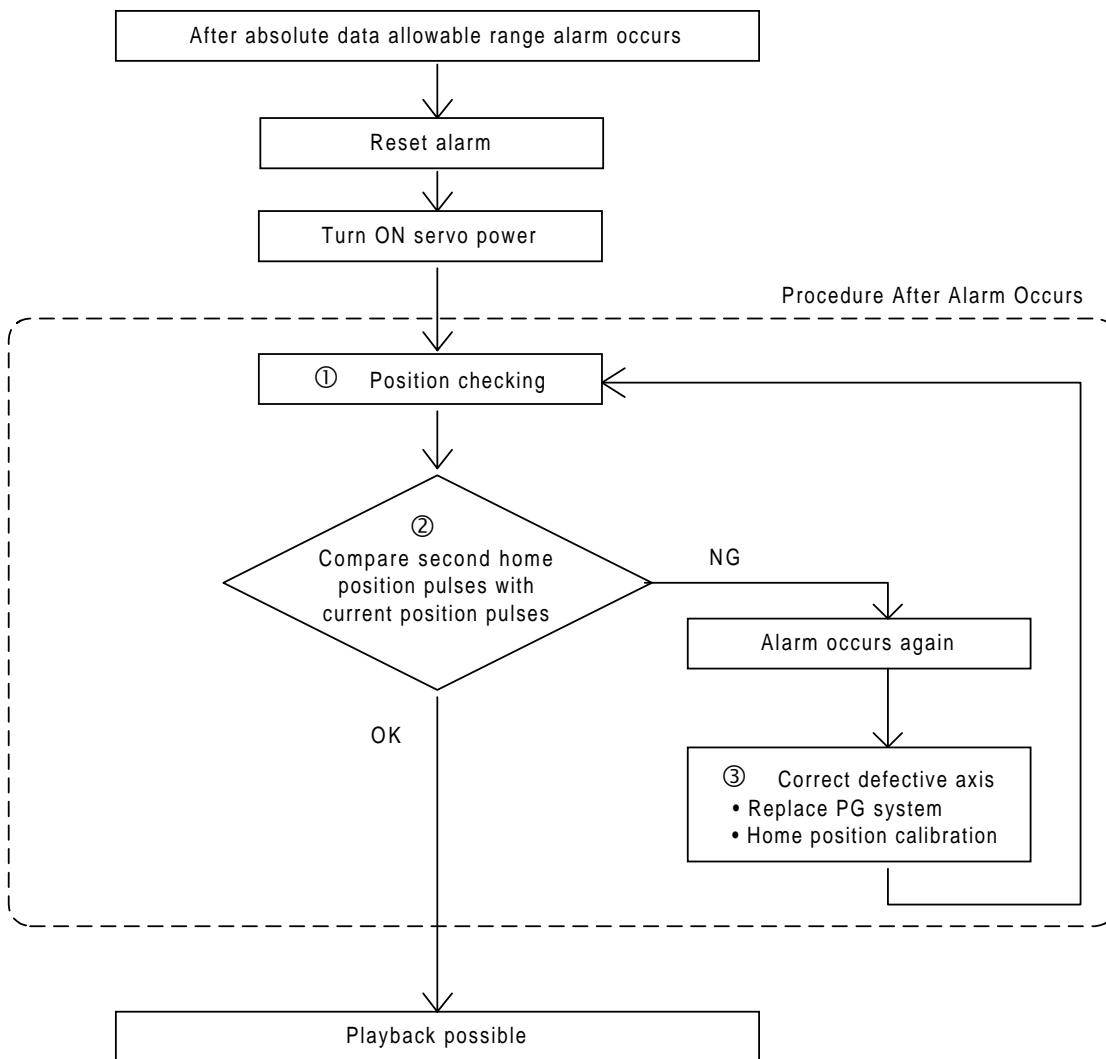 After absolute data allowable range alarm occurs
Reset alarm
Turn ON servo power
Procedure After Alarm Occurs
① Position checking
②
Compare second home
position pulses with
current position pulses
NG
Alarm occurs again
OK
③ Correct defective axis
• Replace PG system
• Home position calibration
Playback possible